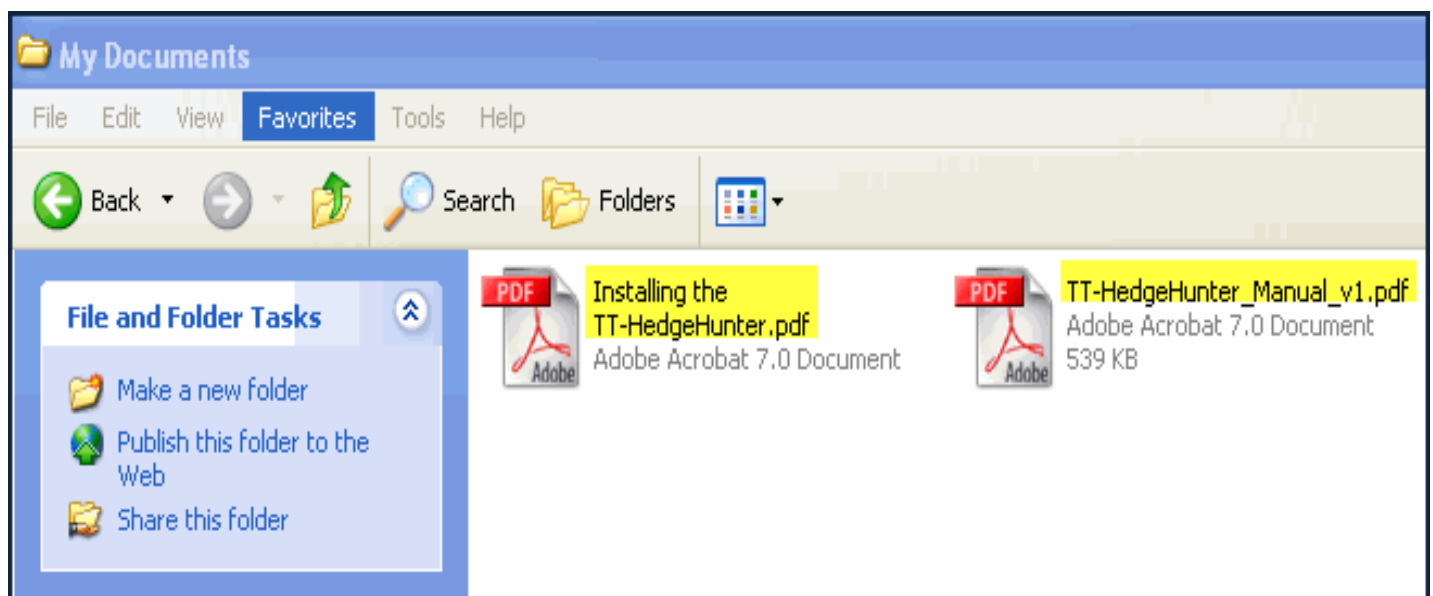 My Documents
File Edit View Favorites Tools Help
Back Search Folders
File and Folder Tasks
Make a new folder
Publish this folder to the
Web
Share this folder
PDF
Adobe
Installing the
TT-HedgeHunter.pdf
Adobe Acrobat 7.0 Document
PDF
Adobe
TT-HedgeHunter_Manual_v1.pdf
Adobe Acrobat 7.0 Document
539 KB